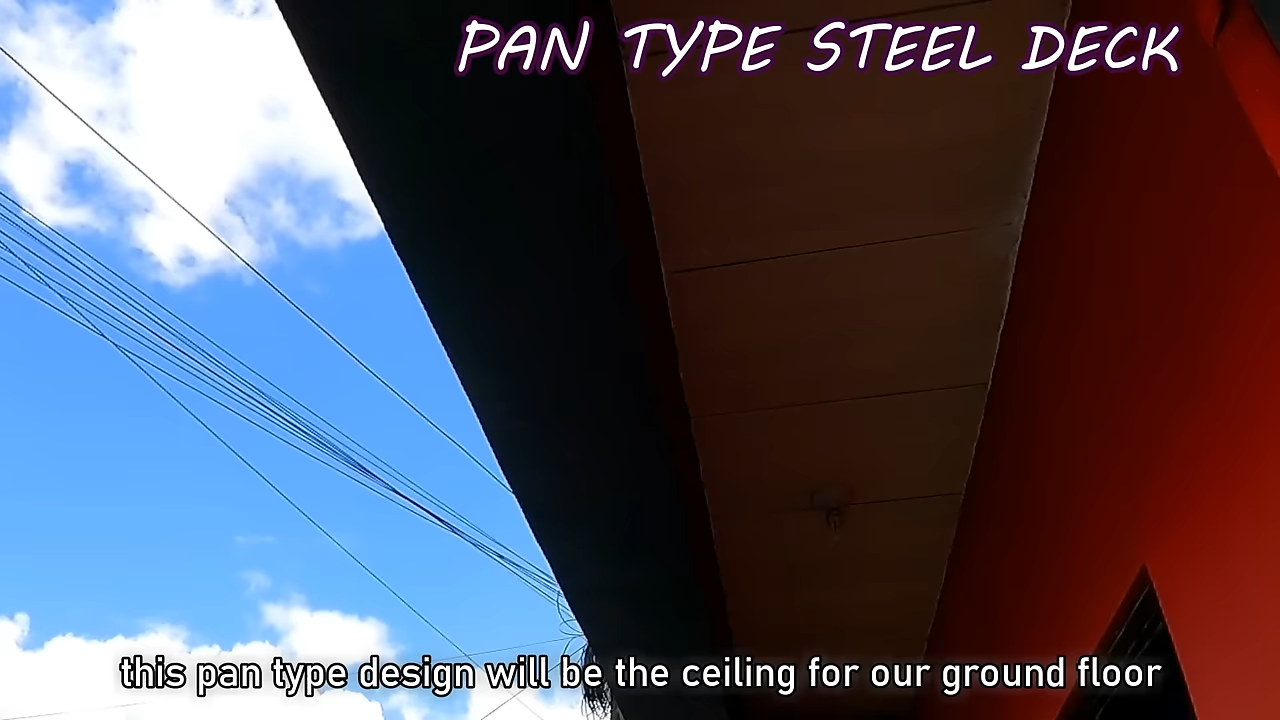 PAN TYPE STEEL DECK
this pan type design will be the ceiling for our ground floor